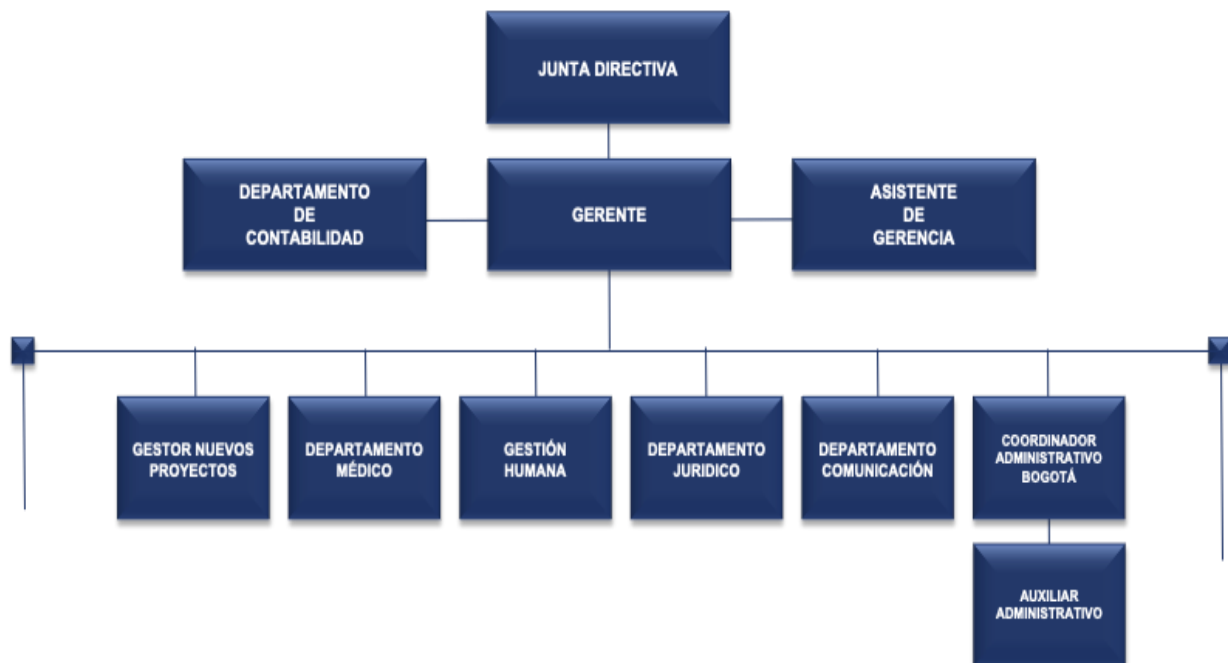 JUNTA DIRECTIVA
DEPARTAMENTO
DE
CONTABILIDAD
GERENTE
ASISTENTE
DE
GERENCIA
GESTOR NUEVOS
PROYECTOS
DEPARTAMENTO
MÉDICO
GESTIÓN
HUMANA
DEPARTAMENTO
JURIDICO
DEPARTAMENTO
COMUNICACIÓN
COORDINADOR
ADMINISTRATIVO
BOGOTÁ
AUXILIAR
ADMINISTRATIVO